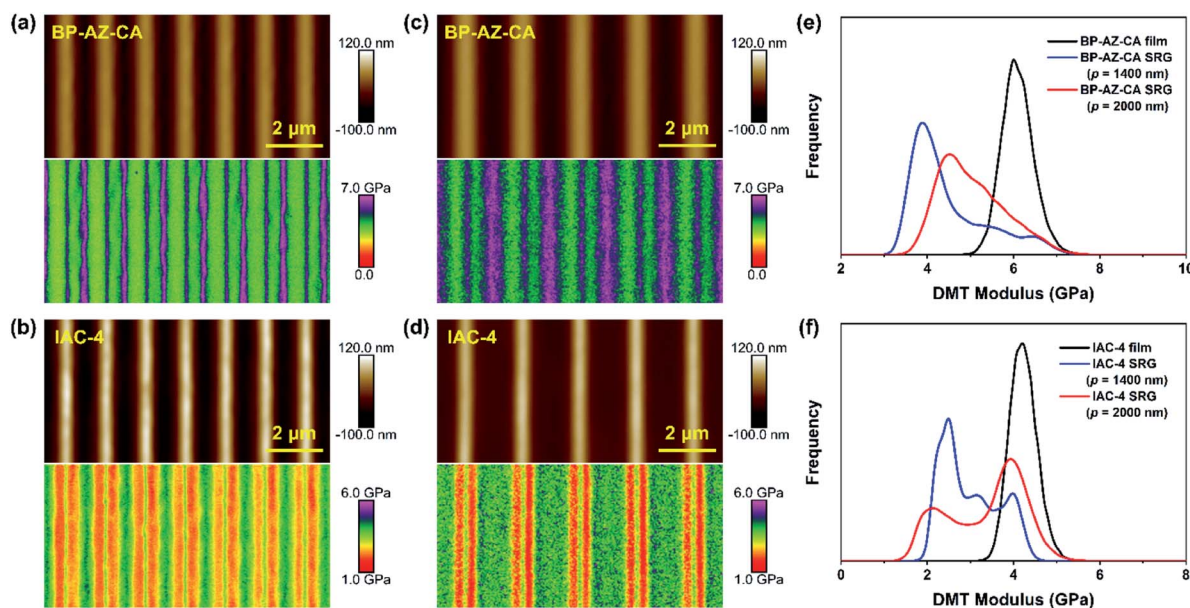 (a)
BP-AZ-CA
120.0 nm
-100.0 nm
2 µm
7.0 GPa
0.0
(c)
BP-AZ-CA
120.0 nm
-100.0 nm
2 µm
7.0 GPa
0.0
(e)
BP-AZ-CA film
BP-AZ-CA SRG
(p = 1400 nm)
BP-AZ-CA SRG
(p = 2000 nm)
Frequency
2 4 6 8 10
DMT Modulus (GPa)
(b)
IAC-4
120.0 nm
-100.0 nm
2 µm
6.0 GPa
1.0 GPa
(d)
IAC-4
120.0 nm
-100.0 nm
2 µm
6.0 GPa
1.0 GPa
(f)
IAC-4 film
IAC-4 SRG
(p = 1400 nm)
IAC-4 SRG
(p = 2000 nm)
Frequency
0 2 4 6 8
DMT Modulus (GPa)